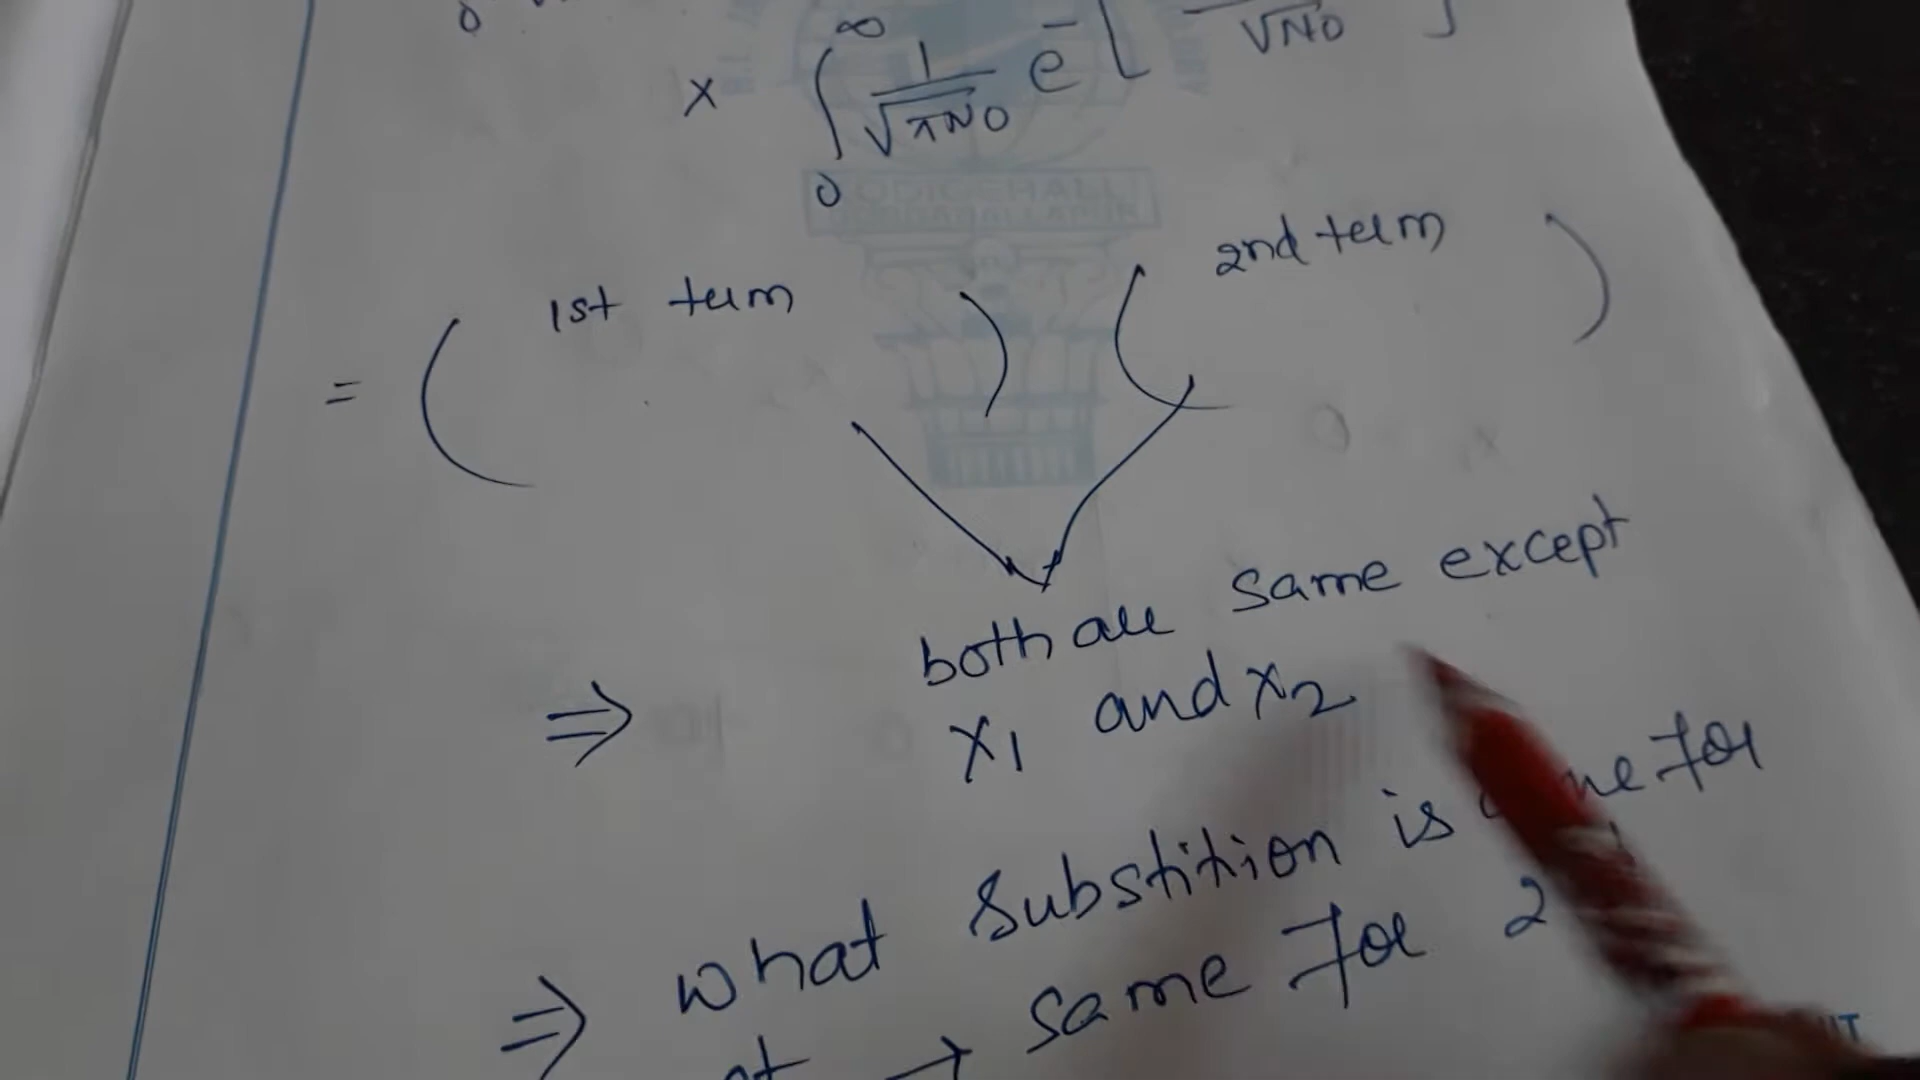 ∞
× ∫ 1/√πN0 e^-[ √N0 ]
0
= ( 1st term ) ( 2nd term )
⇒ both are same except
x1 and x2
⇒ what substition is for
→ same for 2